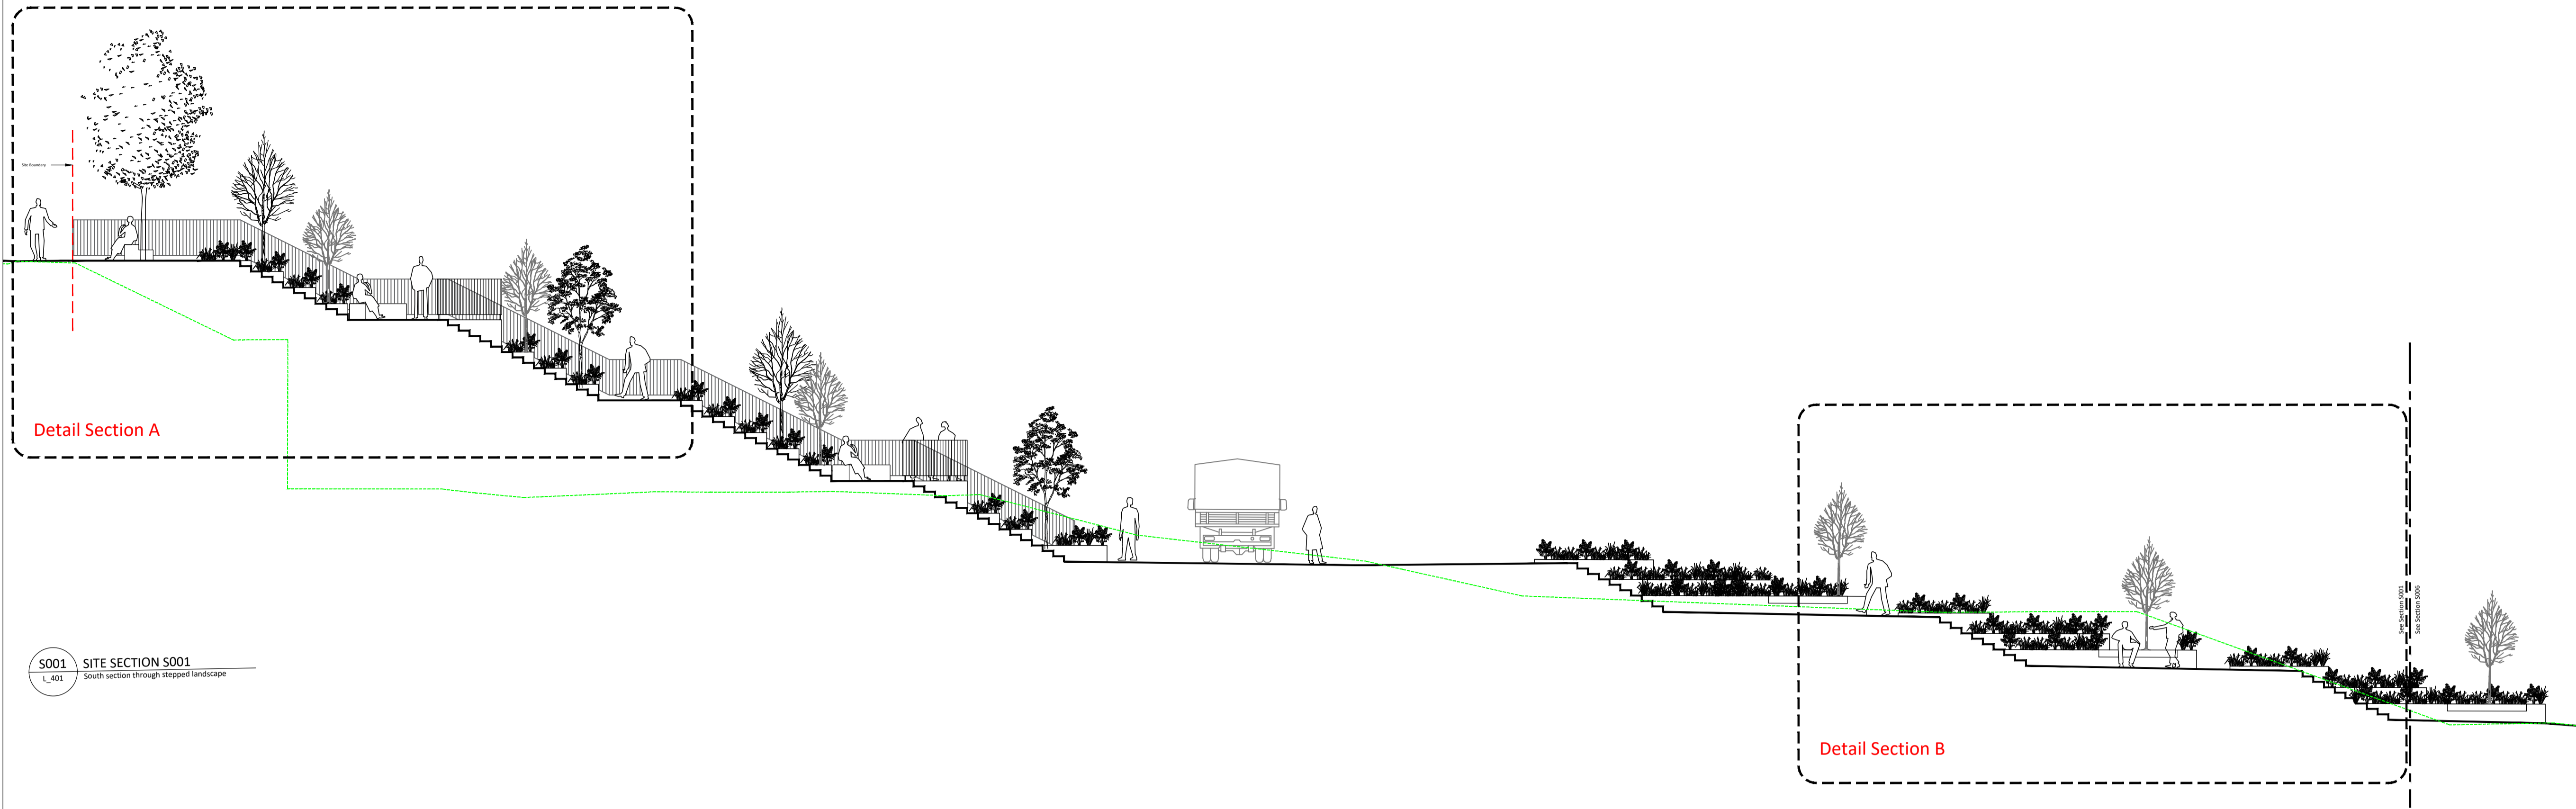 Site Boundary
Detail Section A
See Section S001
See Section S006
S001
L_401
SITE SECTION S001
South section through stepped landscape
Detail Section B